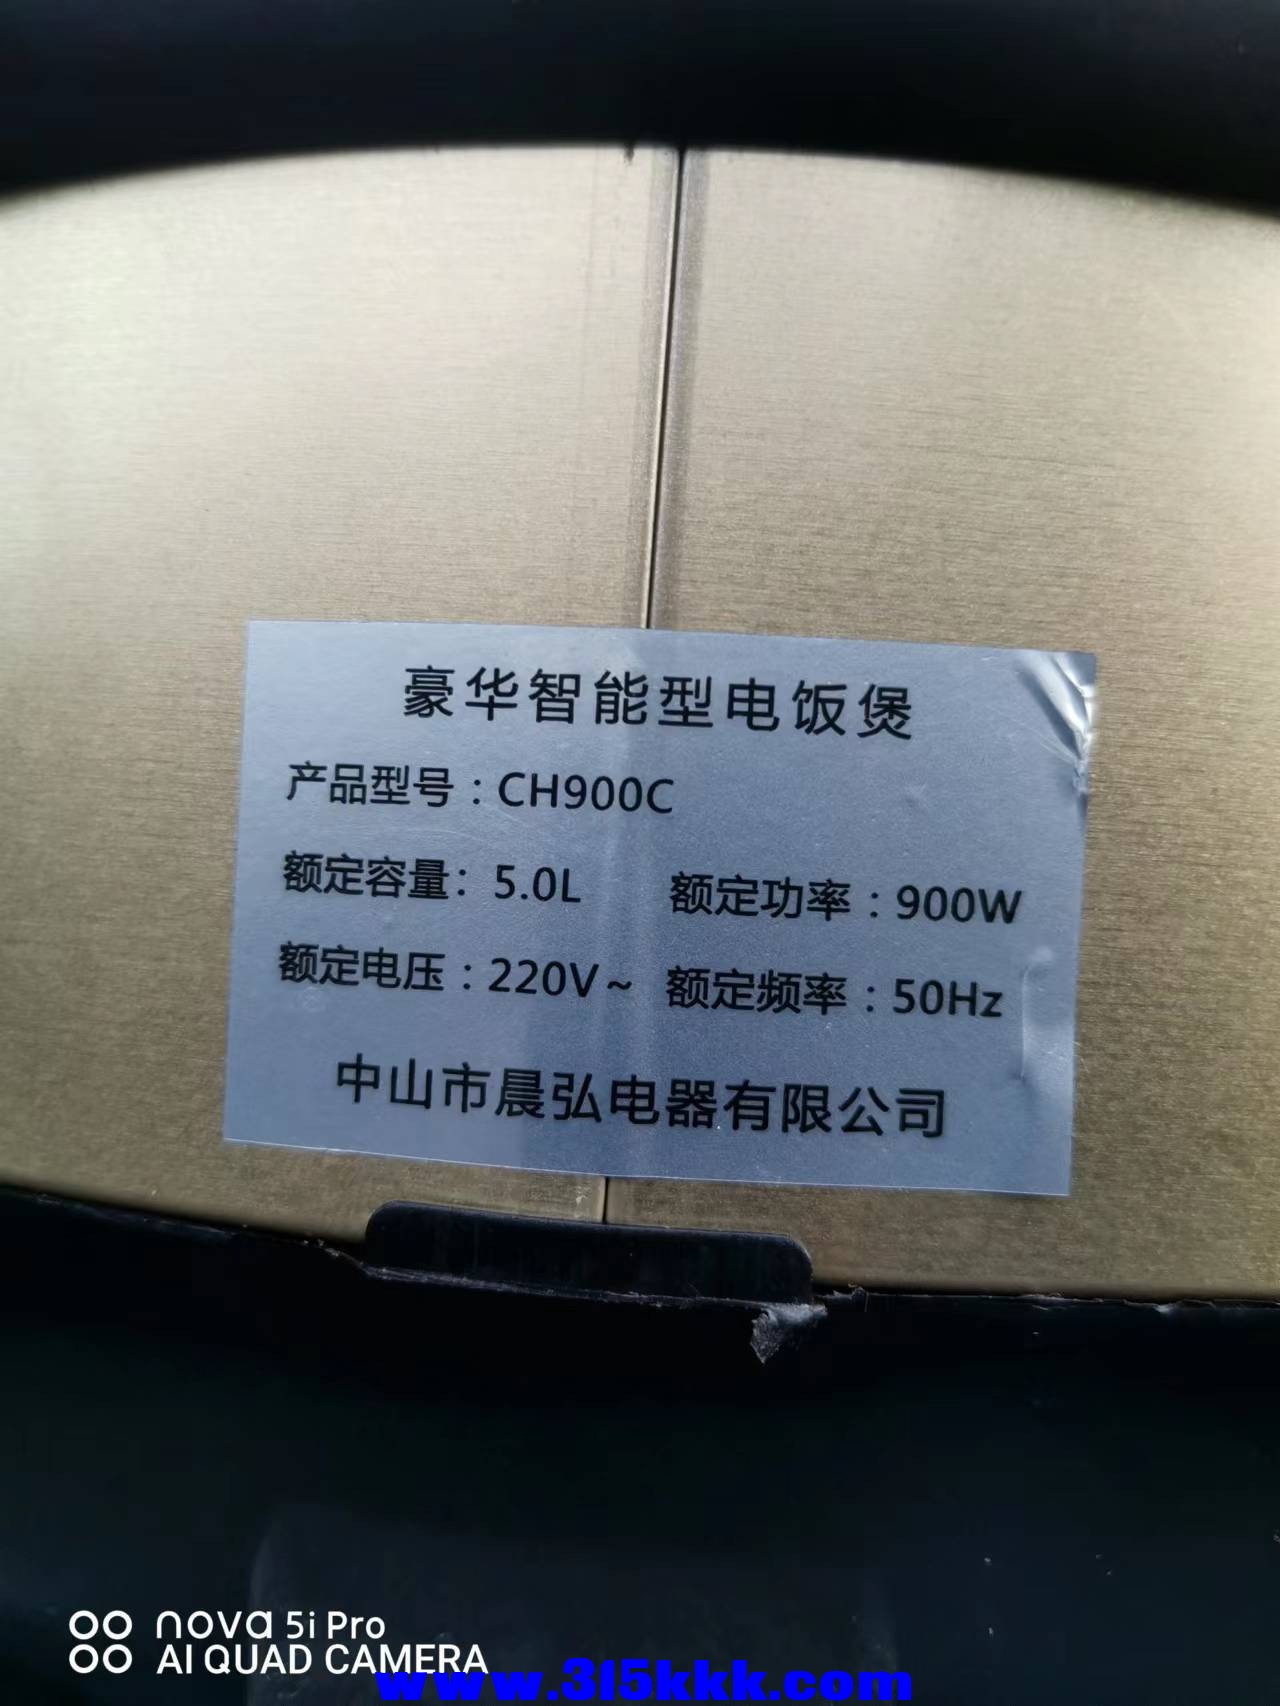 豪华智能型电饭煲
产品型号：CH900C
额定容量：5.0L 额定功率：900W
额定电压：220V~ 额定频率：50Hz
中山市晨弘电器有限公司
nova 5i Pro
AI QUAD CAMERA
www.315kkk.com